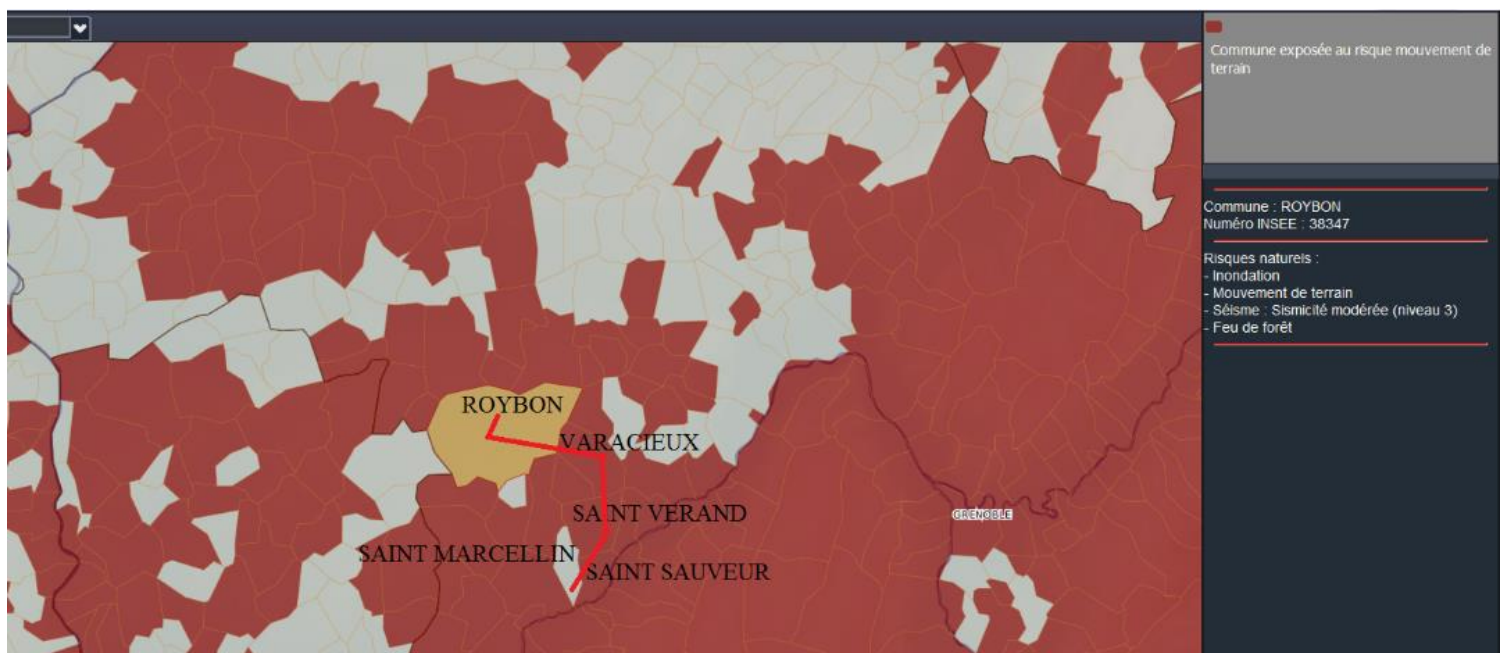 ROYBON
VARACIEUX
SAINT VERAND
SAINT MARCELLIN
SAINT SAUVEUR
GRENOBLE
Commune exposée au risque mouvement de
terrain
Commune : ROYBON
Numéro INSEE : 38347
Risques naturels :
- Inondation
- Mouvement de terrain
- Séisme : Sismicité modérée (niveau 3)
- Feu de forêt